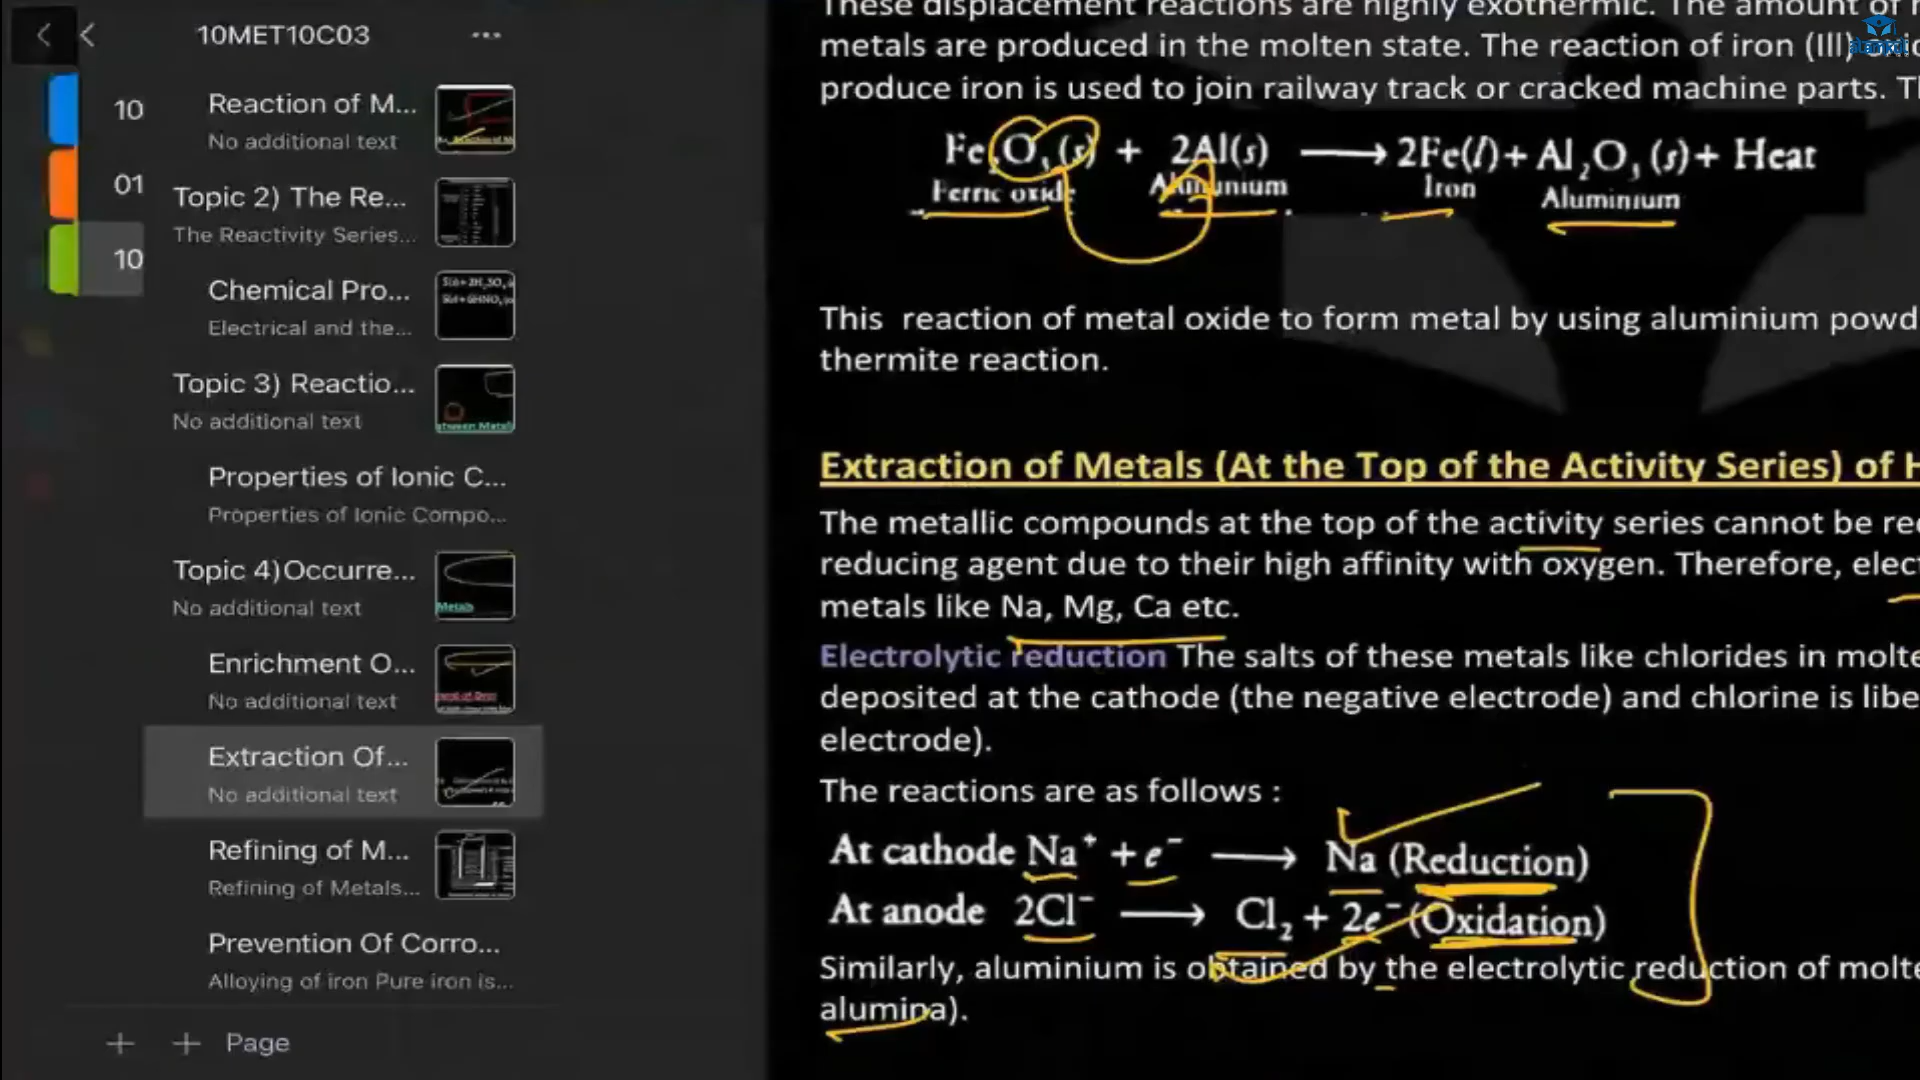 10MET10C03
...
10
01
10
Reaction of M...
No additional text
Topic 2) The Re...
The Reactivity Series...
Chemical Pro...
Electrical and the...
Topic 3) Reactio...
No additional text
Properties of Ionic C...
Properties of Ionic Compo...
Topic 4)Occurre...
No additional text
Enrichment O...
No additional text
Extraction Of...
No additional text
Refining of M...
Refining of Metals...
Prevention Of Corro...
Alloying of iron Pure iron is...
+ + Page
These displacement reactions are highly exothermic. The amount of
metals are produced in the molten state. The reaction of iron (III)
produce iron is used to join railway track or cracked machine parts.
Fe₂O₃(s) + 2Al(s) ⟶ 2Fe(l) + Al₂O₃(s) + Heat
Ferric oxide Aluminium Iron Aluminium
This reaction of metal oxide to form metal by using aluminium powd
thermite reaction.
Extraction of Metals (At the Top of the Activity Series) of H
The metallic compounds at the top of the activity series cannot be re
reducing agent due to their high affinity with oxygen. Therefore, elect
metals like Na, Mg, Ca etc.
Electrolytic reduction The salts of these metals like chlorides in molte
deposited at the cathode (the negative electrode) and chlorine is libe
electrode).
The reactions are as follows :
At cathode Na⁺ + e⁻ ⟶ Na (Reduction)
At anode 2Cl⁻ ⟶ Cl₂ + 2e⁻ (Oxidation)
Similarly, aluminium is obtained by the electrolytic reduction of molte
alumina).